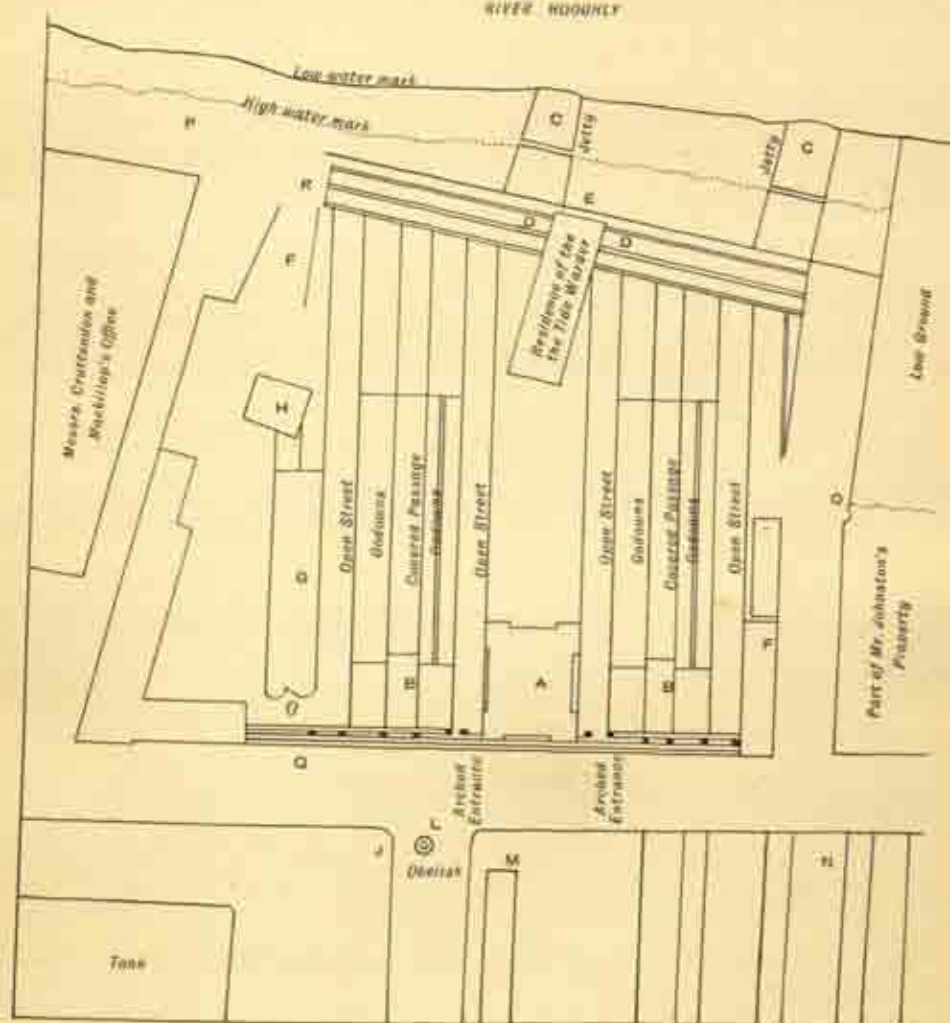 RIVER HOOGHLY
Low water mark
High water mark
P
C
Jetty
Jetty
C
R
E
D
D
F
Residence of the
the Tide Warder
Messrs. Cruttenden and
Mackillop's Office
Low Ground
H
Open Street
Godowns
Covered Passage
Godowns
Open Street
Open Street
Godowns
Covered Passage
Godowns
Open Street
G
O
Part of Mr. Johnston's
Property
B
A
B
F
Q
Arched
Entrance
Arched
Entrance
J
L
Obelisk
M
N
Tank